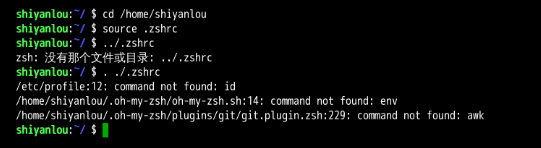 shiyanlou:~/ $ cd /home/shiyanlou
shiyanlou:~/ $ source .zshrc
shiyanlou:~/ $ ../.zshrc
zsh: 没有那个文件或目录: ../.zshrc
shiyanlou:~/ $ . ./.zshrc
/etc/profile:12: command not found: id
/home/shiyanlou/.oh-my-zsh/oh-my-zsh.sh:14: command not found: env
/home/shiyanlou/.oh-my-zsh/plugins/git/git.plugin.zsh:229: command not found: awk
shiyanlou:~/ $